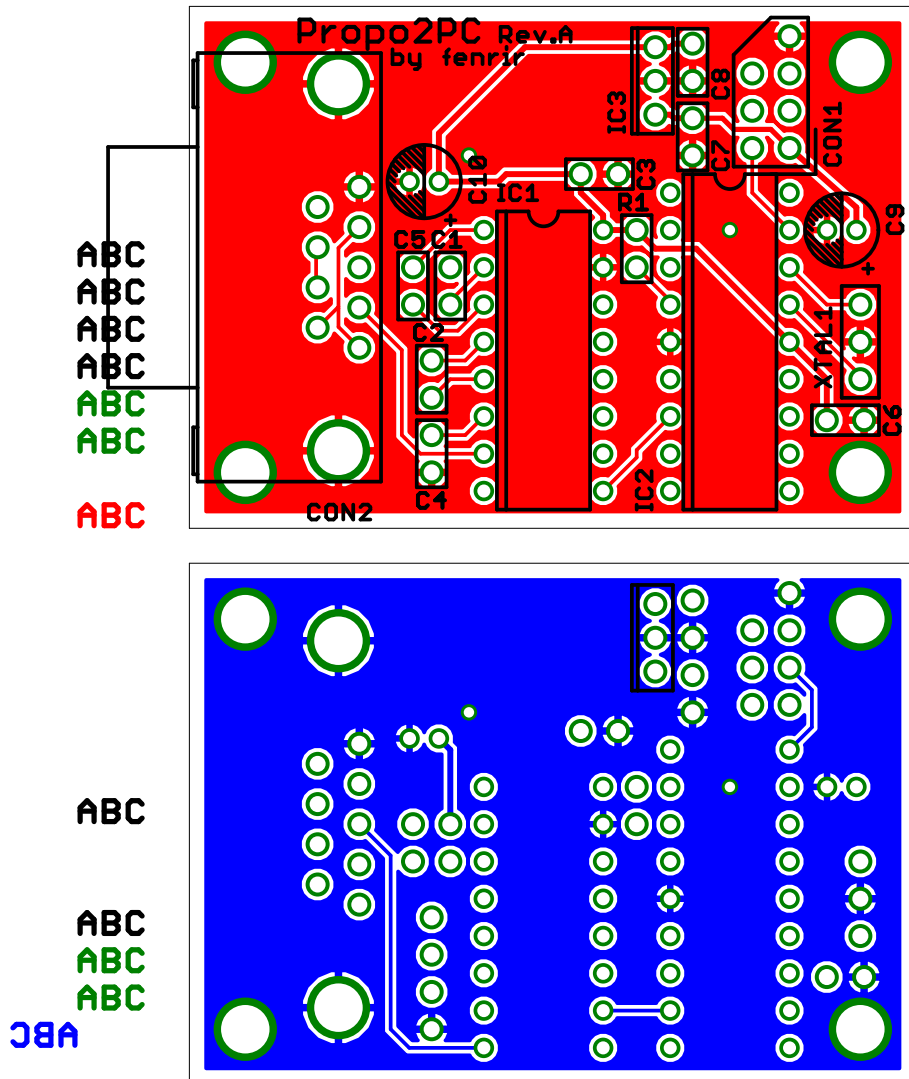 Propo2PC Rev.A
by fenrir
C8
IC3
CON1
C7
C10
C3
IC1
R1
C9
+
C5
C1
+
ABC
ABC
XTAL1
ABC
C2
ABC
ABC
C6
ABC
IC2
C4
CON2
ABC
ABC
ABC
ABC
ABC
ABC